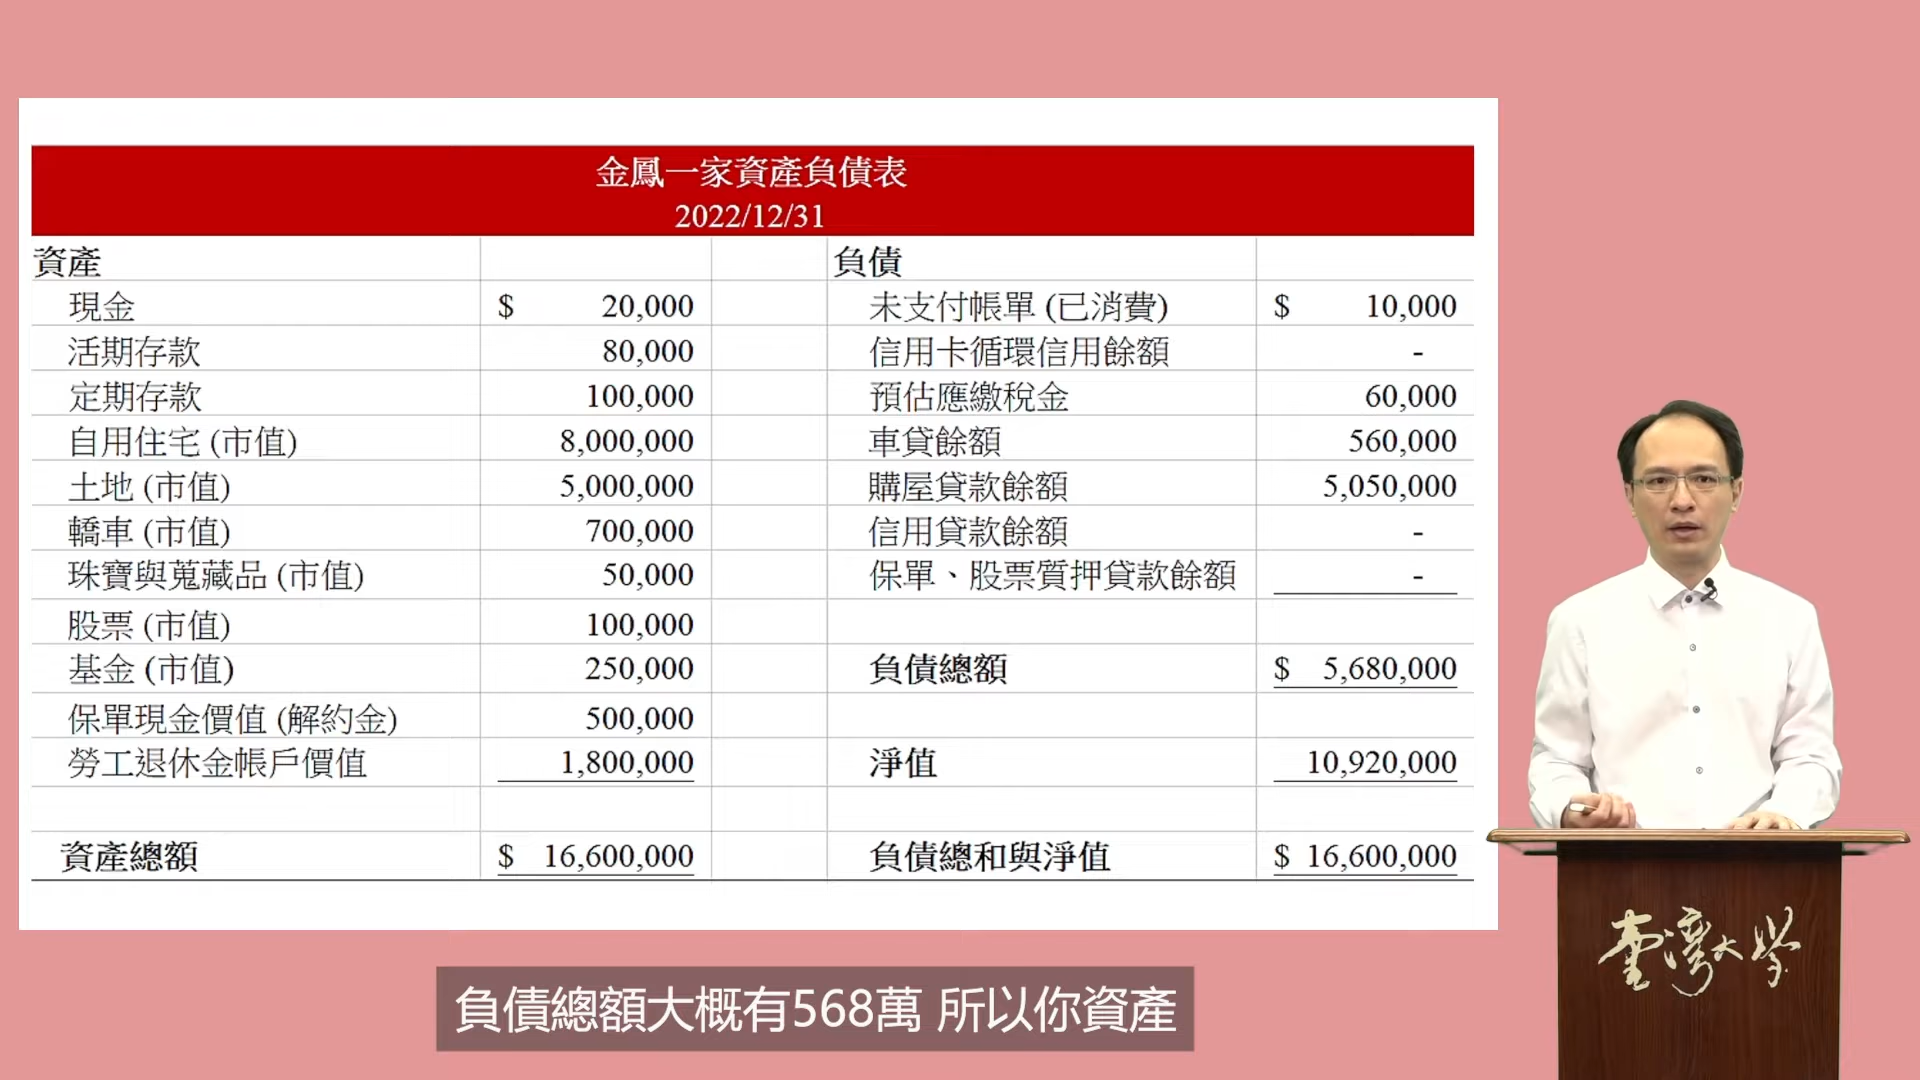 金鳳一家資產負債表
2022/12/31
資產 負債
現金 $ 20,000 未支付帳單 (已消費) $ 10,000
活期存款 80,000 信用卡循環信用餘額 -
定期存款 100,000 預估應繳稅金 60,000
自用住宅 (市值) 8,000,000 車貸餘額 560,000
土地 (市值) 5,000,000 購屋貸款餘額 5,050,000
轎車 (市值) 700,000 信用貸款餘額 -
珠寶與蒐藏品 (市值) 50,000 保單、股票質押貸款餘額 -
股票 (市值) 100,000
基金 (市值) 250,000 負債總額 $ 5,680,000
保單現金價值 (解約金) 500,000
勞工退休金帳戶價值 1,800,000 淨值 10,920,000
資產總額 $ 16,600,000 負債總和與淨值 $ 16,600,000
臺灣大學
負債總額大概有568萬 所以你資產